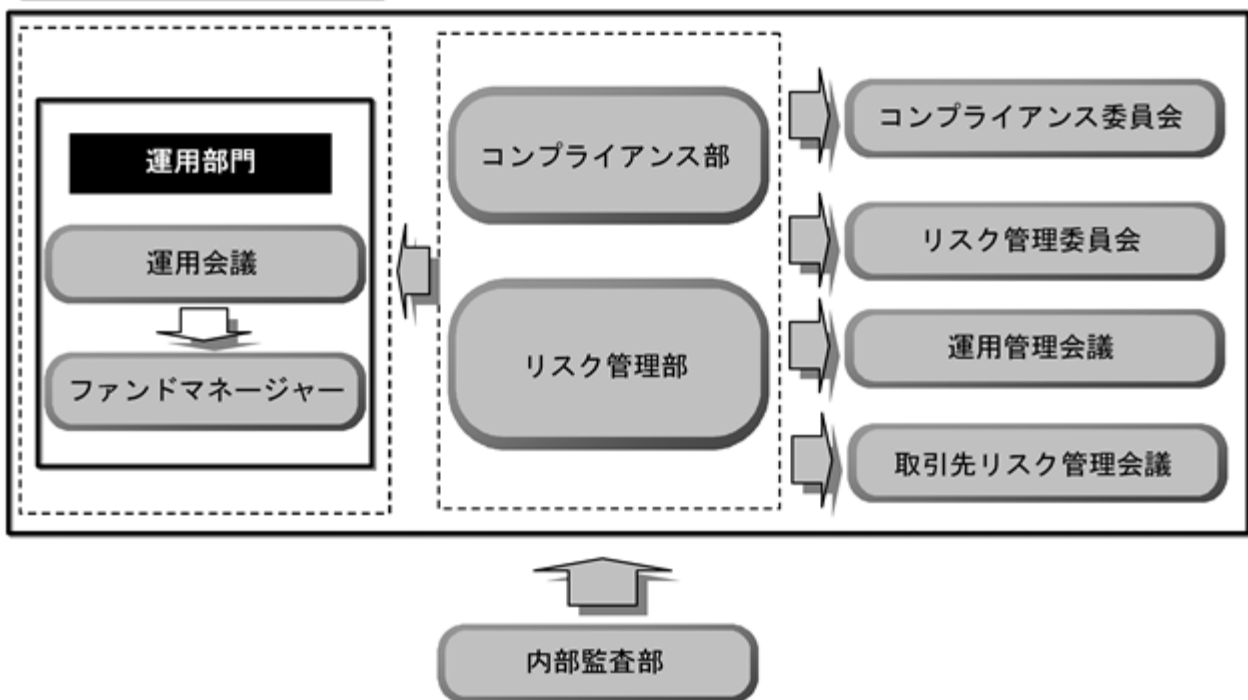 運用部門
運用会議
ファンドマネージャー
コンプライアンス部
リスク管理部
コンプライアンス委員会
リスク管理委員会
運用管理会議
取引先リスク管理会議
内部監査部